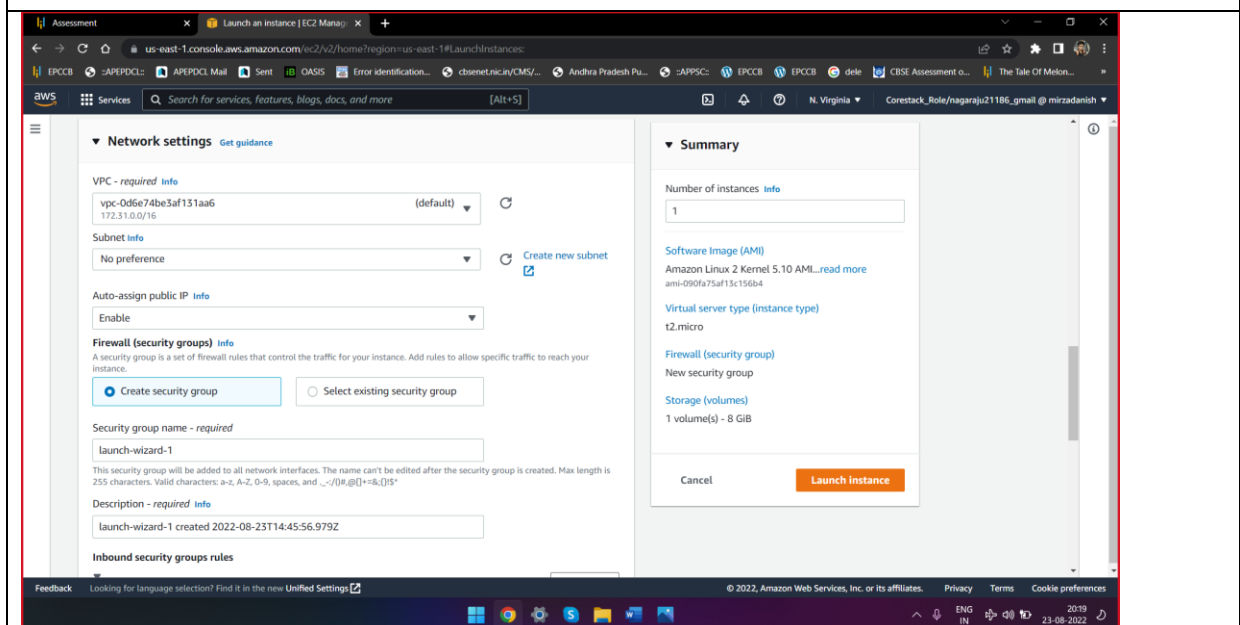 Assessment
Launch an instance | EC2 Manag
us-east-1.console.aws.amazon.com/ec2/v2/home?region=us-east-1#LaunchInstances:
EPCCB ::APEPDCL:: APEPDCL Mail Sent OASIS Error identification... cbsenet.nic.in/CMS/... Andhra Pradesh Pu... ::APPSC:: EPCCB EPCCB dele CBSE Assessment o... The Tale Of Melon... »
aws Services Search for services, features, blogs, docs, and more [Alt+S] N. Virginia Corestack_Role/nagaraju21186_gmail @ mirzadanish
Network settings Get guidance
VPC - required Info
vpc-0d6e74be3af131aa6 (default)
172.31.0.0/16
Subnet Info
No preference
Create new subnet
Auto-assign public IP Info
Enable
Firewall (security groups) Info
A security group is a set of firewall rules that control the traffic for your instance. Add rules to allow specific traffic to reach your
instance.
Create security group
Select existing security group
Security group name - required
launch-wizard-1
This security group will be added to all network interfaces. The name can't be edited after the security group is created. Max length is
255 characters. Valid characters: a-z, A-Z, 0-9, spaces, and ._-:/()#,@[]+=&;{}!$*
Description - required Info
launch-wizard-1 created 2022-08-23T14:45:56.979Z
Inbound security groups rules
Summary
Number of instances Info
1
Software Image (AMI)
Amazon Linux 2 Kernel 5.10 AMI...read more
ami-090fa75af13c156b4
Virtual server type (instance type)
t2.micro
Firewall (security group)
New security group
Storage (volumes)
1 volume(s) - 8 GiB
Cancel
Launch instance
Feedback Looking for language selection? Find it in the new Unified Settings © 2022, Amazon Web Services, Inc. or its affiliates. Privacy Terms Cookie preferences
ENG
IN
20:19
23-08-2022